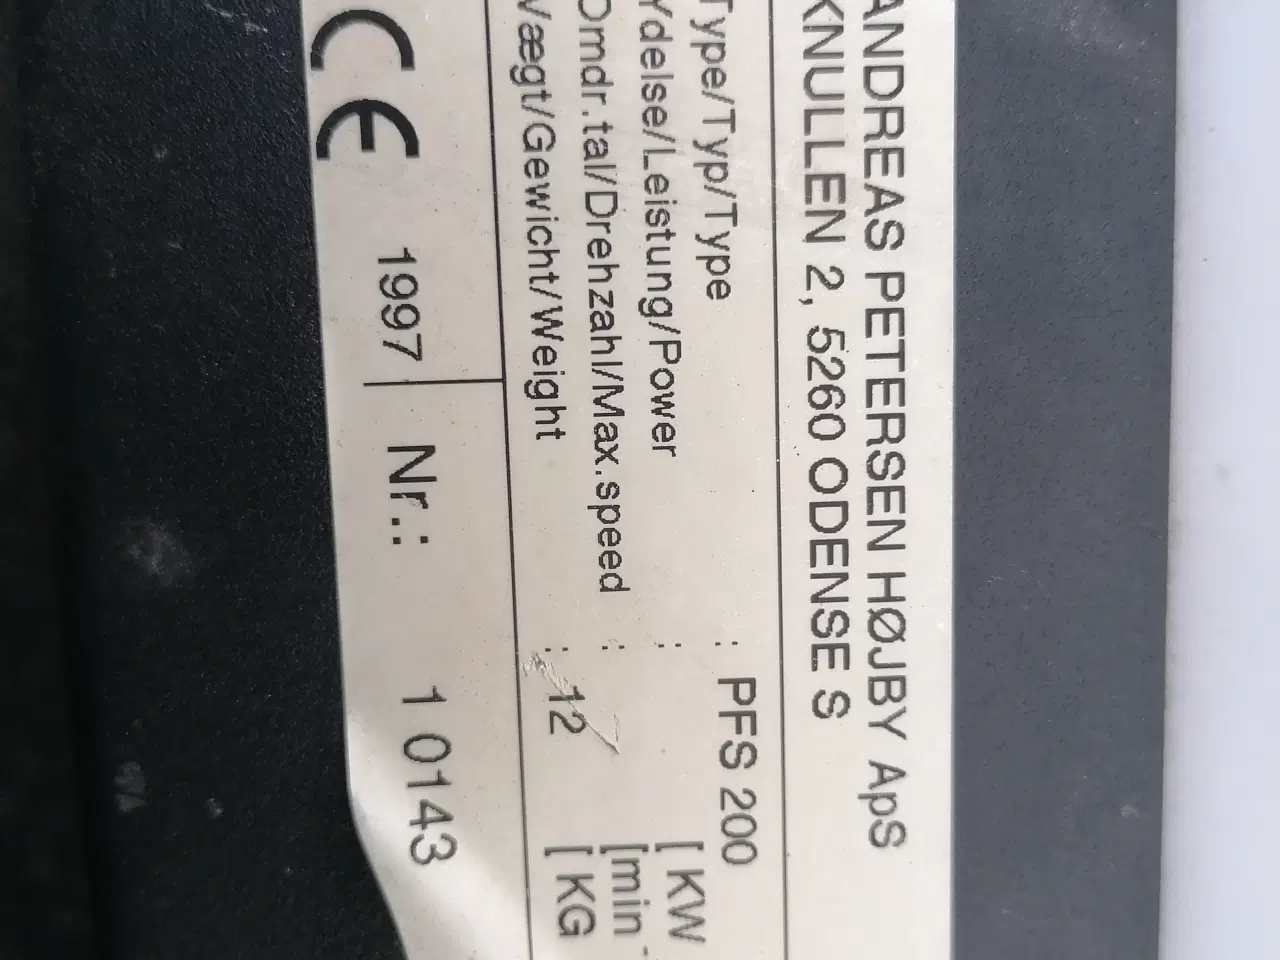 ANDREAS PETERSEN HØJBY ApS
KNULLEN 2, 5260 ODENSE S
Type/Typ/Type : PFS 200
Ydelse/Leistung/Power : [ KW
Omdr.tal/Drehzahl/Max.speed : [min-
Vægt/Gewicht/Weight : 12 [ KG
CE 1997 Nr.: 1 0143